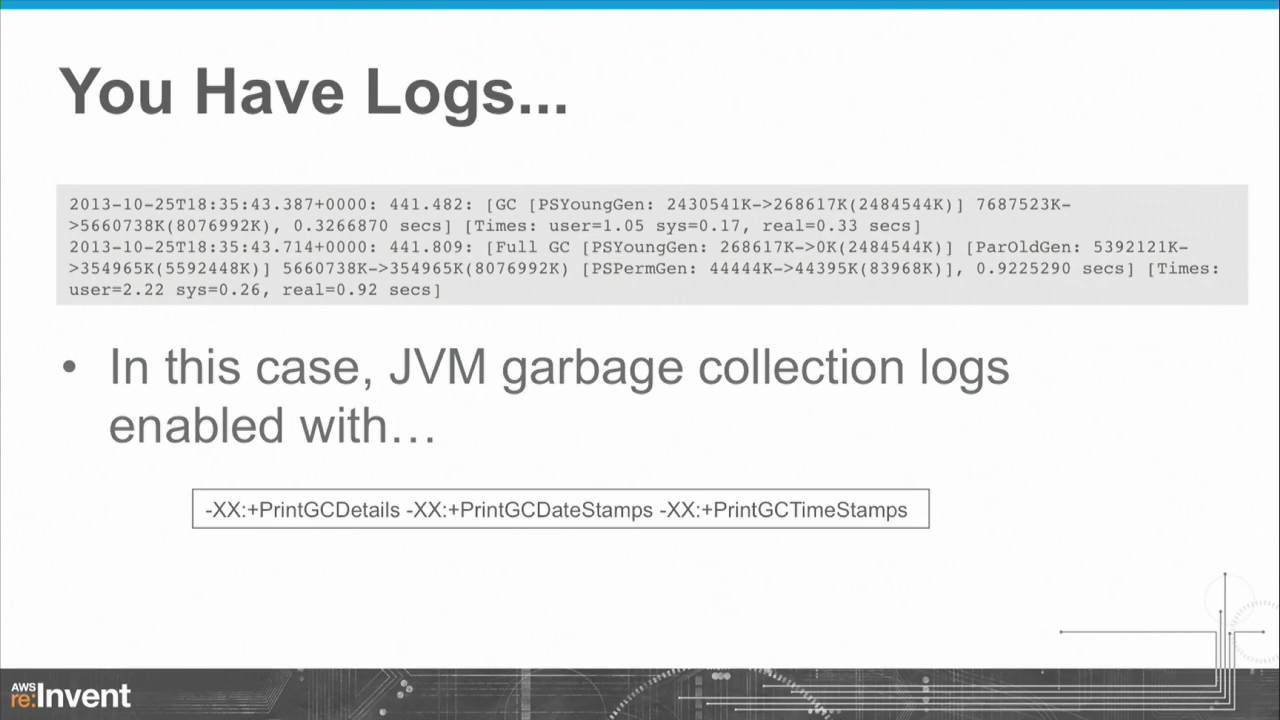 You Have Logs...
2013-10-25T18:35:43.387+0000: 441.482: [GC [PSYoungGen: 2430541K->268617K(2484544K)] 7687523K-
>5660738K(8076992K), 0.3266870 secs] [Times: user=1.05 sys=0.17, real=0.33 secs]
2013-10-25T18:35:43.714+0000: 441.809: [Full GC [PSYoungGen: 268617K->0K(2484544K)] [ParOldGen: 5392121K-
>354965K(5592448K)] 5660738K->354965K(8076992K) [PSPermGen: 44444K->44395K(83968K)], 0.9225290 secs] [Times:
user=2.22 sys=0.26, real=0.92 secs]
• In this case, JVM garbage collection logs
enabled with…
-XX:+PrintGCDetails -XX:+PrintGCDateStamps -XX:+PrintGCTimeStamps
AWS
re:Invent